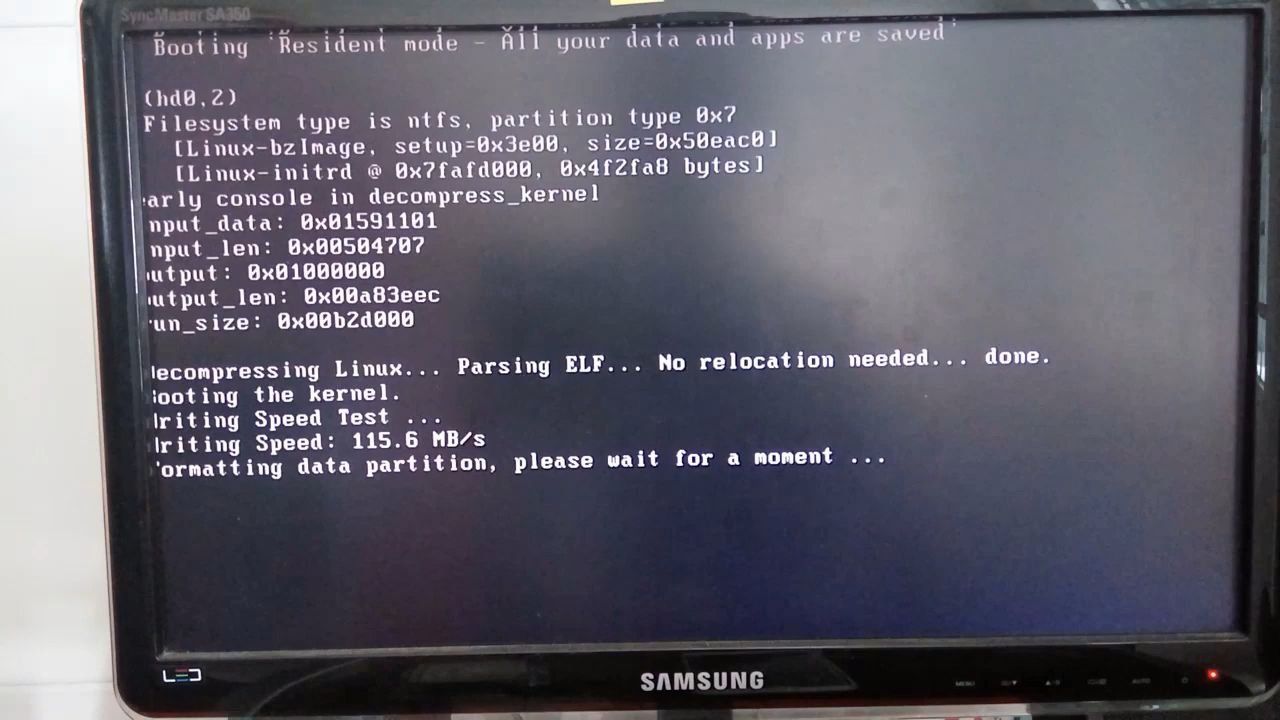 SyncMaster SA350
Booting 'Resident mode - All your data and apps are saved'
(hd0,2)
Filesystem type is ntfs, partition type 0x7
[Linux-bzImage, setup=0x3e00, size=0x50eac0]
[Linux-initrd @ 0x7fafd000, 0x4f2fa8 bytes]
arly console in decompress_kernel
nput_data: 0x01591101
nput_len: 0x00504707
utput: 0x01000000
utput_len: 0x00a83eec
un_size: 0x00b2d000
ecompressing Linux... Parsing ELF... No relocation needed... done.
ooting the kernel.
riting Speed Test ...
riting Speed: 115.6 MB/s
ormatting data partition, please wait for a moment ...
SAMSUNG
MENU
AUTO